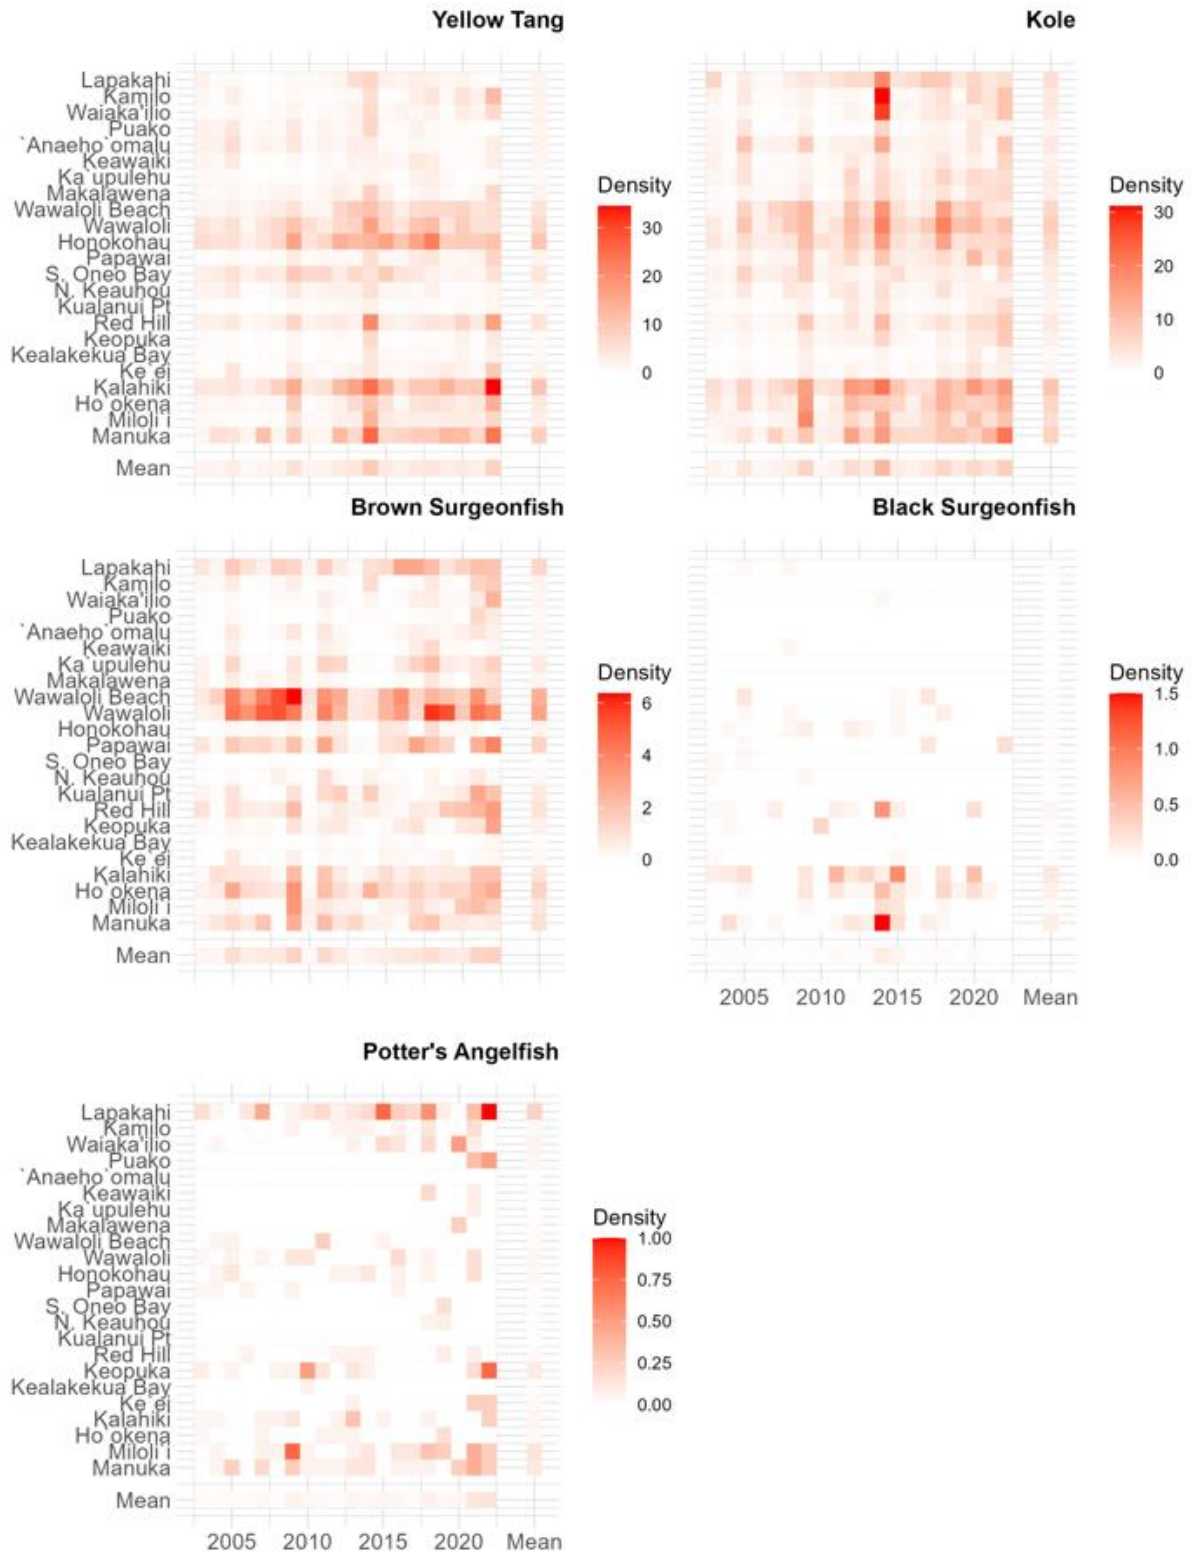 Yellow Tang
Lapakahi
Kamilo
Waiaka'ilio
Puako
`Anaeho`omalu
Keawaiki
Ka`upulehu
Makalawena
Wawaloli Beach
Wawaloli
Honokohau
Papawai
S. Oneo Bay
N. Keauhou
Kualanui Pt
Red Hill
Keopuka
Kealakekua Bay
Ke`ei
Kalahiki
Ho`okena
Miloli`i
Manuka
Mean
Density
30
20
10
0
Kole
Density
30
20
10
0
Brown Surgeonfish
Lapakahi
Kamilo
Waiaka'ilio
Puako
`Anaeho`omalu
Keawaiki
Ka`upulehu
Makalawena
Wawaloli Beach
Wawaloli
Honokohau
Papawai
S. Oneo Bay
N. Keauhou
Kualanui Pt
Red Hill
Keopuka
Kealakekua Bay
Ke`ei
Kalahiki
Ho`okena
Miloli`i
Manuka
Mean
Density
6
4
2
0
Black Surgeonfish
Density
1.5
1.0
0.5
0.0
2005 2010 2015 2020 Mean
Potter's Angelfish
Lapakahi
Kamilo
Waiaka'ilio
Puako
`Anaeho`omalu
Keawaiki
Ka`upulehu
Makalawena
Wawaloli Beach
Wawaloli
Honokohau
Papawai
S. Oneo Bay
N. Keauhou
Kualanui Pt
Red Hill
Keopuka
Kealakekua Bay
Ke`ei
Kalahiki
Ho`okena
Miloli`i
Manuka
Mean
2005 2010 2015 2020 Mean
Density
1.00
0.75
0.50
0.25
0.00